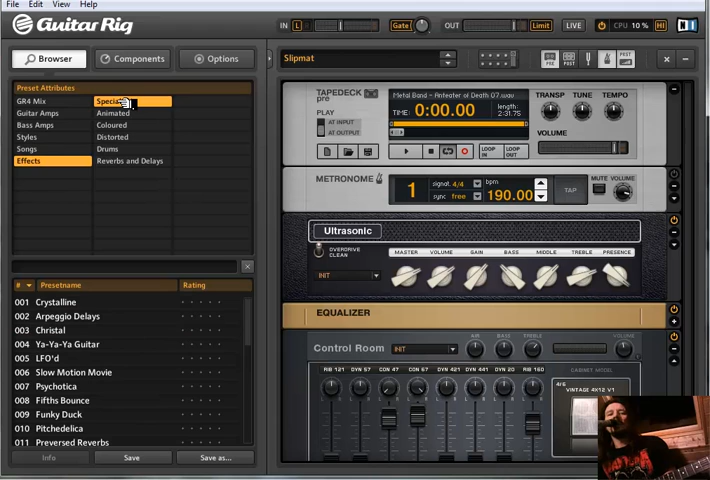 File Edit View Help
Guitar Rig
IN L Gate OUT Limit LIVE CPU 10 % HI
Browser Components Options
Slipmat
PRE POST
Preset Attributes
GR4 Mix
Guitar Amps Animated
Bass Amps Coloured
Styles Distorted
Songs Drums
Effects Reverbs and Delays
# Presetname Rating
001 Crystalline
002 Arpeggio Delays
003 Christal
004 Ya-Ya-Ya Guitar
005 LFO'd
006 Slow Motion Movie
007 Psychotica
008 Fifths Bounce
009 Funky Duck
010 Pitchedelica
011 Preversed Reverbs
Info Save Save as...
TAPEDECK
pre
Metal Band - Anteater of Death 07.wav
TIME: 0:00.00 length: 2:31.75
PLAY
AT INPUT
AT OUTPUT
LOOP IN LOOP OUT
TRANSP TUNE TEMPO
VOLUME
METRONOME
1 signat. 4/4 bpm
sync free 190.00
TAP MUTE VOLUME
Ultrasonic
OVERDRIVE
CLEAN
INIT
MASTER VOLUME GAIN BASS MIDDLE TREBLE PRESENCE
EQUALIZER
Control Room INIT AIR BASS TREBLE VOLUME
RIB 121 DYN 57 CON 47 CON 67 DYN 421 DYN 441 DYN 20 RIB 160
CABINET MODEL
4/6 VINTAGE 4X12 V1